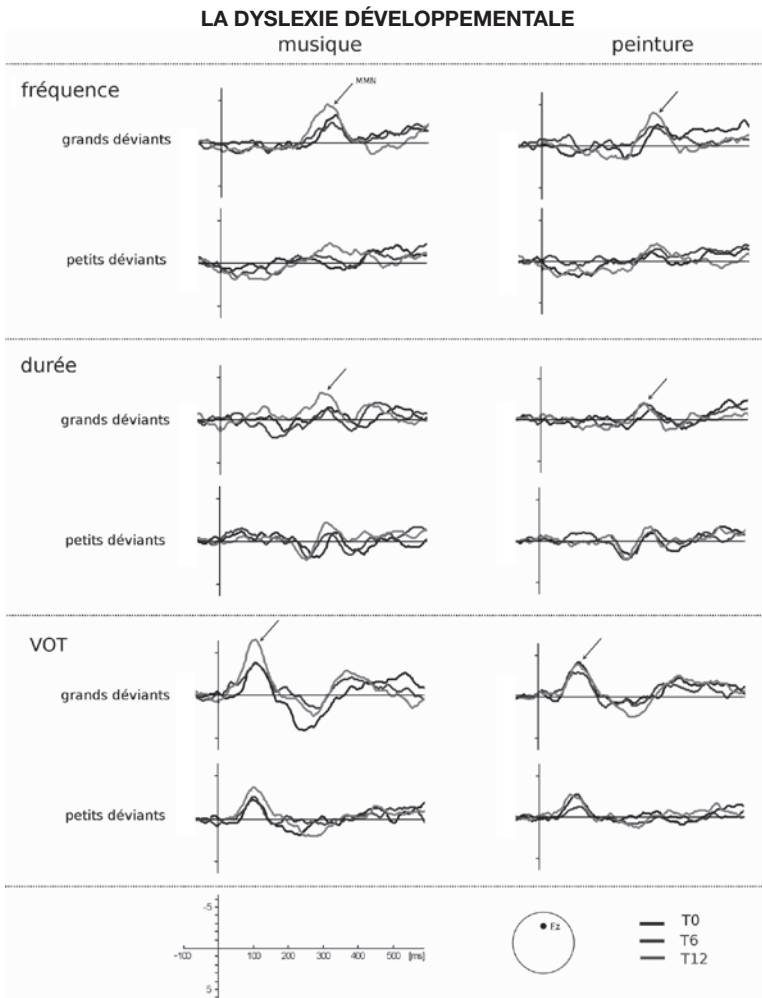 LA DYSLEXIE DÉVELOPPEMENTALE
musique peinture
fréquence
MMN
grands déviants
petits déviants
durée
grands déviants
petits déviants
VOT
grands déviants
petits déviants
-5
-100 100 200 300 400 500 [ms]
5
Fz
T0
T6
T12